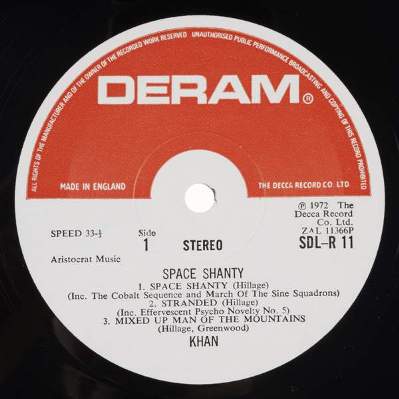 ALL RIGHTS OF THE MANUFACTURER AND OF THE OWNER OF THE RECORDED WORK RESERVED UNAUTHORISED PUBLIC PERFORMANCE BROADCASTING AND COPYING OF THIS RECORD PROHIBITED
DERAM®
MADE IN ENGLAND
THE DECCA RECORD CO. LTD
SPEED 33-⅓
Side
1
STEREO
℗ 1972 The
Decca Record
Co. Ltd.
ZAL 11366P
SDL-R 11
Aristocrat Music
SPACE SHANTY
1. SPACE SHANTY (Hillage)
(Inc. The Cobalt Sequence and March Of The Sine Squadrons)
2. STRANDED (Hillage)
(Inc. Effervescent Psycho Novelty No. 5)
3. MIXED UP MAN OF THE MOUNTAINS
(Hillage, Greenwood)
KHAN